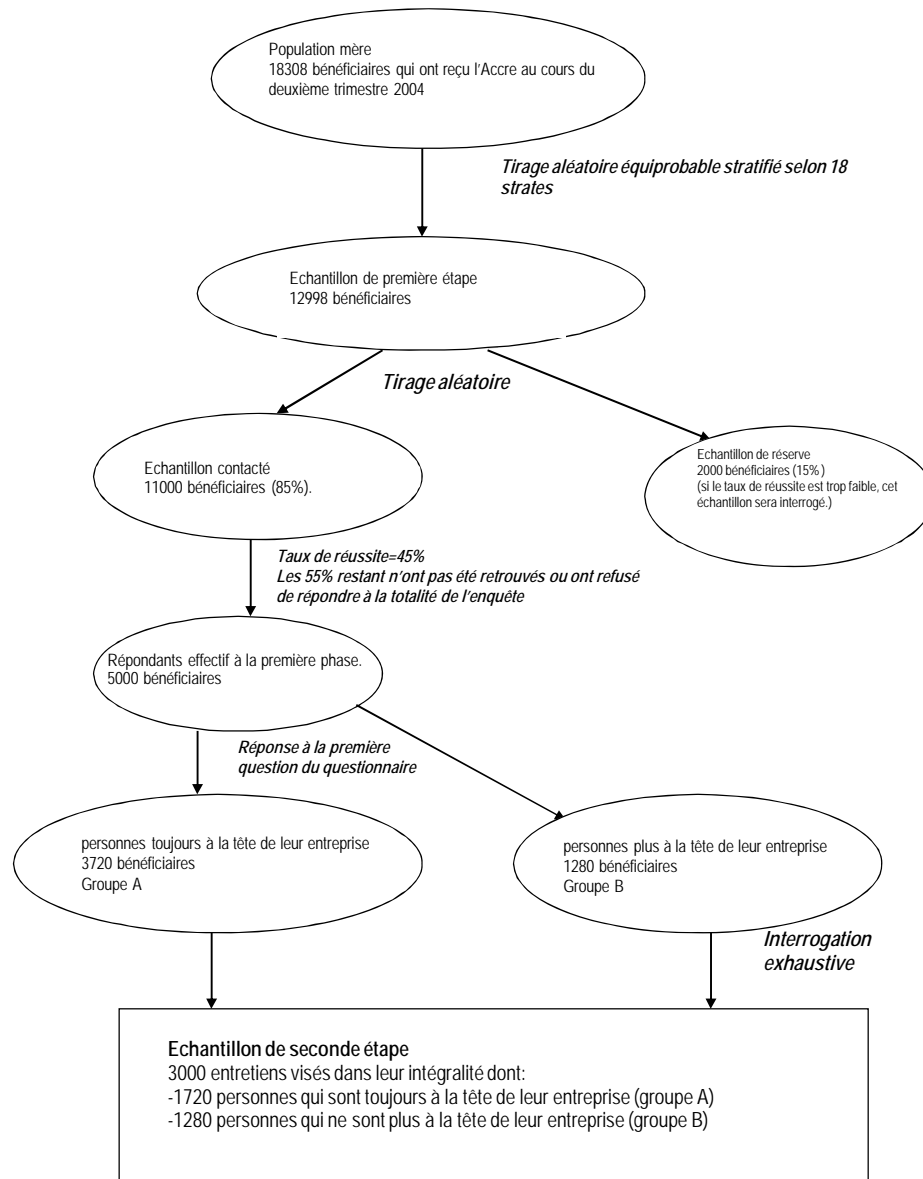 Population mère
18308 bénéficiaires qui ont reçu l'Accre au cours du
deuxième trimestre 2004
Tirage aléatoire équiprobable stratifié selon 18
strates
Echantillon de première étape
12998 bénéficiaires
Tirage aléatoire
Echantillon contacté
11000 bénéficiaires (85%).
Echantillon de réserve
2000 bénéficiaires (15%)
(si le taux de réussite est trop faible, cet
échantillon sera interrogé.)
Taux de réussite=45%
Les 55% restant n'ont pas été retrouvés ou ont refusé
de répondre à la totalité de l'enquête
Répondants effectif à la première phase.
5000 bénéficiaires
Réponse à la première
question du questionnaire
personnes toujours à la tête de leur entreprise
3720 bénéficiaires
Groupe A
personnes plus à la tête de leur entreprise
1280 bénéficiaires
Groupe B
Interrogation
exhaustive
Echantillon de seconde étape
3000 entretiens visés dans leur intégralité dont:
-1720 personnes qui sont toujours à la tête de leur entreprise (groupe A)
-1280 personnes qui ne sont plus à la tête de leur entreprise (groupe B)